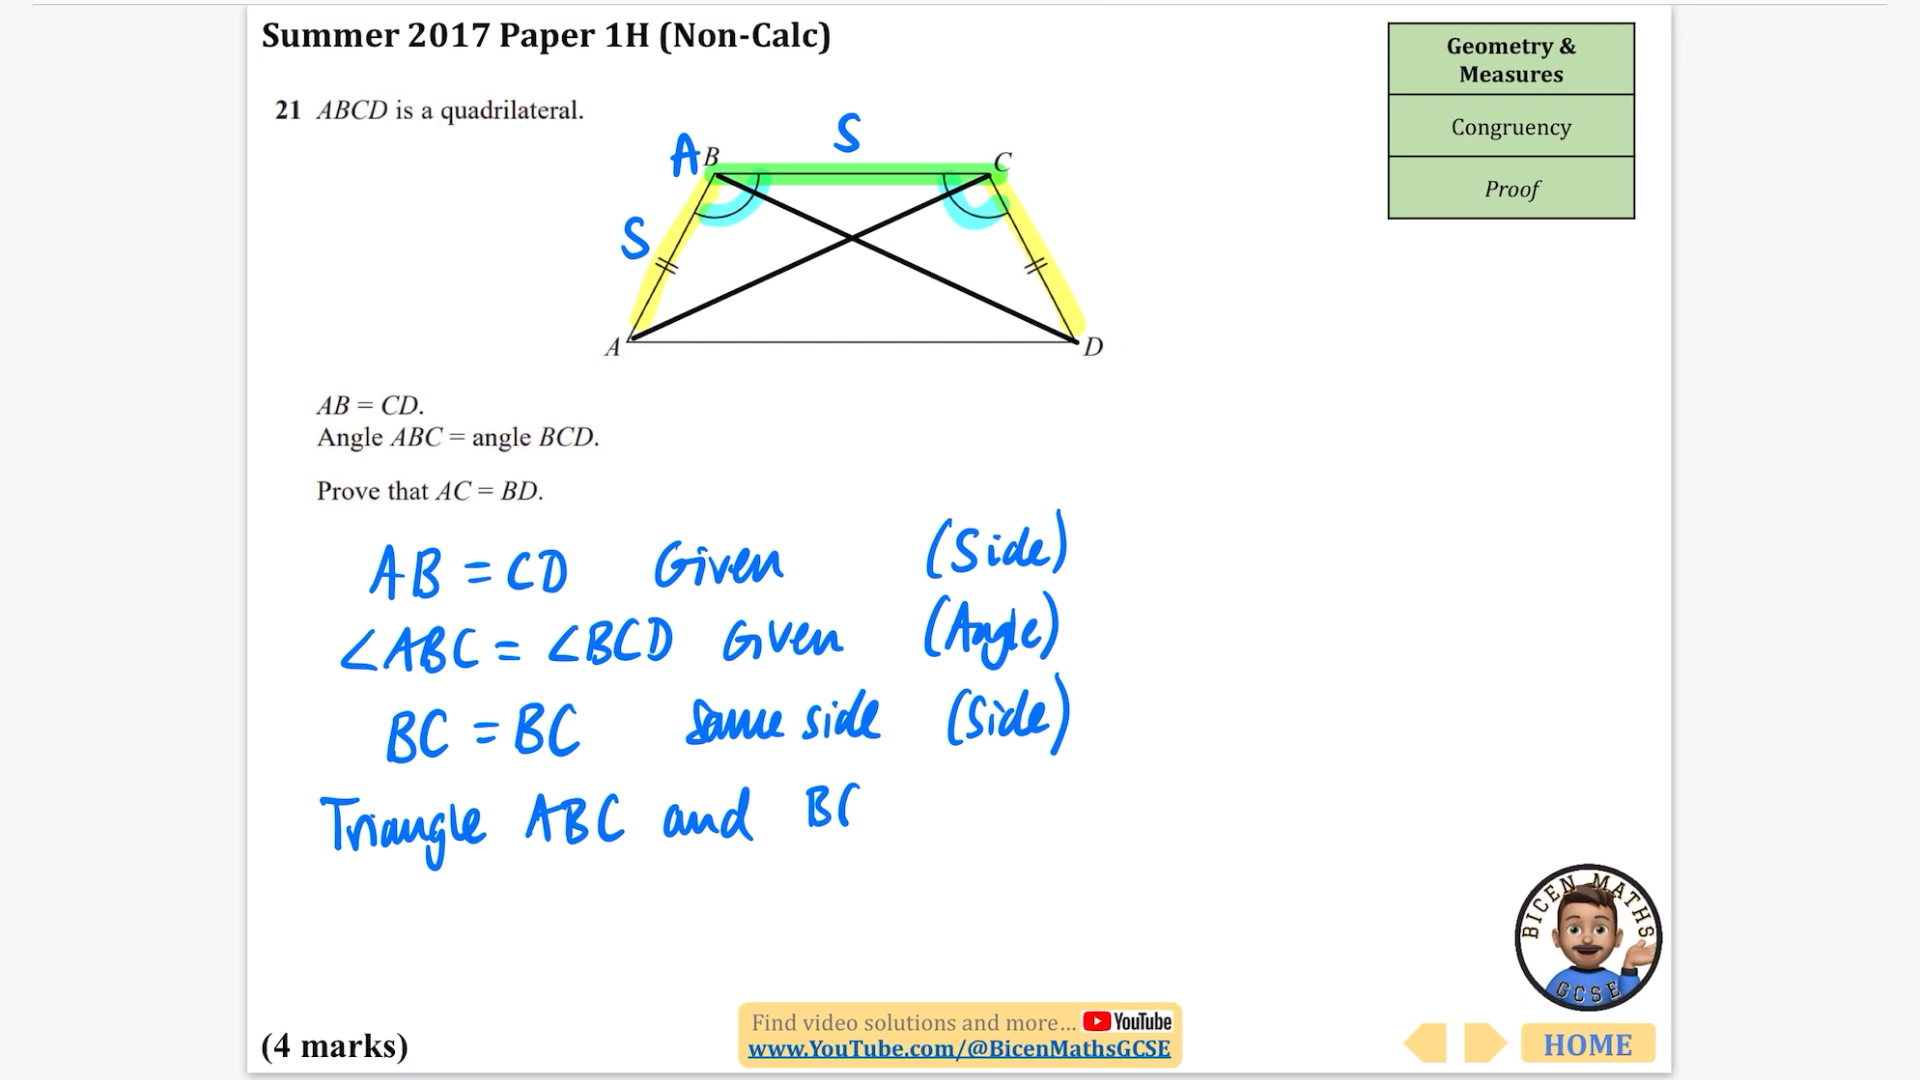 Summer 2017 Paper 1H (Non-Calc)
Geometry &
Measures
Congruency
Proof
21 ABCD is a quadrilateral.
S
A B C
S
A D
AB = CD.
Angle ABC = angle BCD.
Prove that AC = BD.
AB = CD Given (Side)
∠ABC = ∠BCD Given (Angle)
BC = BC Same side (Side)
Triangle ABC and BC
BICEN MATHS
GCSE
(4 marks)
Find video solutions and more... YouTube
www.YouTube.com/@BicenMathsGCSE
HOME